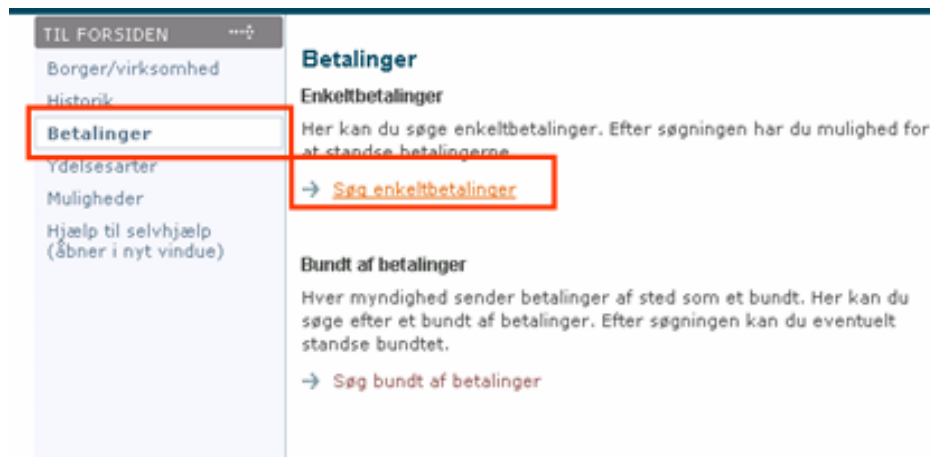 TIL FORSIDEN
Borger/virksomhed
Historik
Betalinger
Ydelsesarter
Muligheder
Hjælp til selvhjælp
(åbner i nyt vindue)
Betalinger
Enkeltbetalinger
Her kan du søge enkeltbetalinger. Efter søgningen har du mulighed for
at standse betalingerne.
→ Søg enkeltbetalinger
Bundt af betalinger
Hver myndighed sender betalinger af sted som et bundt. Her kan du
søge efter et bundt af betalinger. Efter søgningen kan du eventuelt
standse bundtet.
→ Søg bundt af betalinger